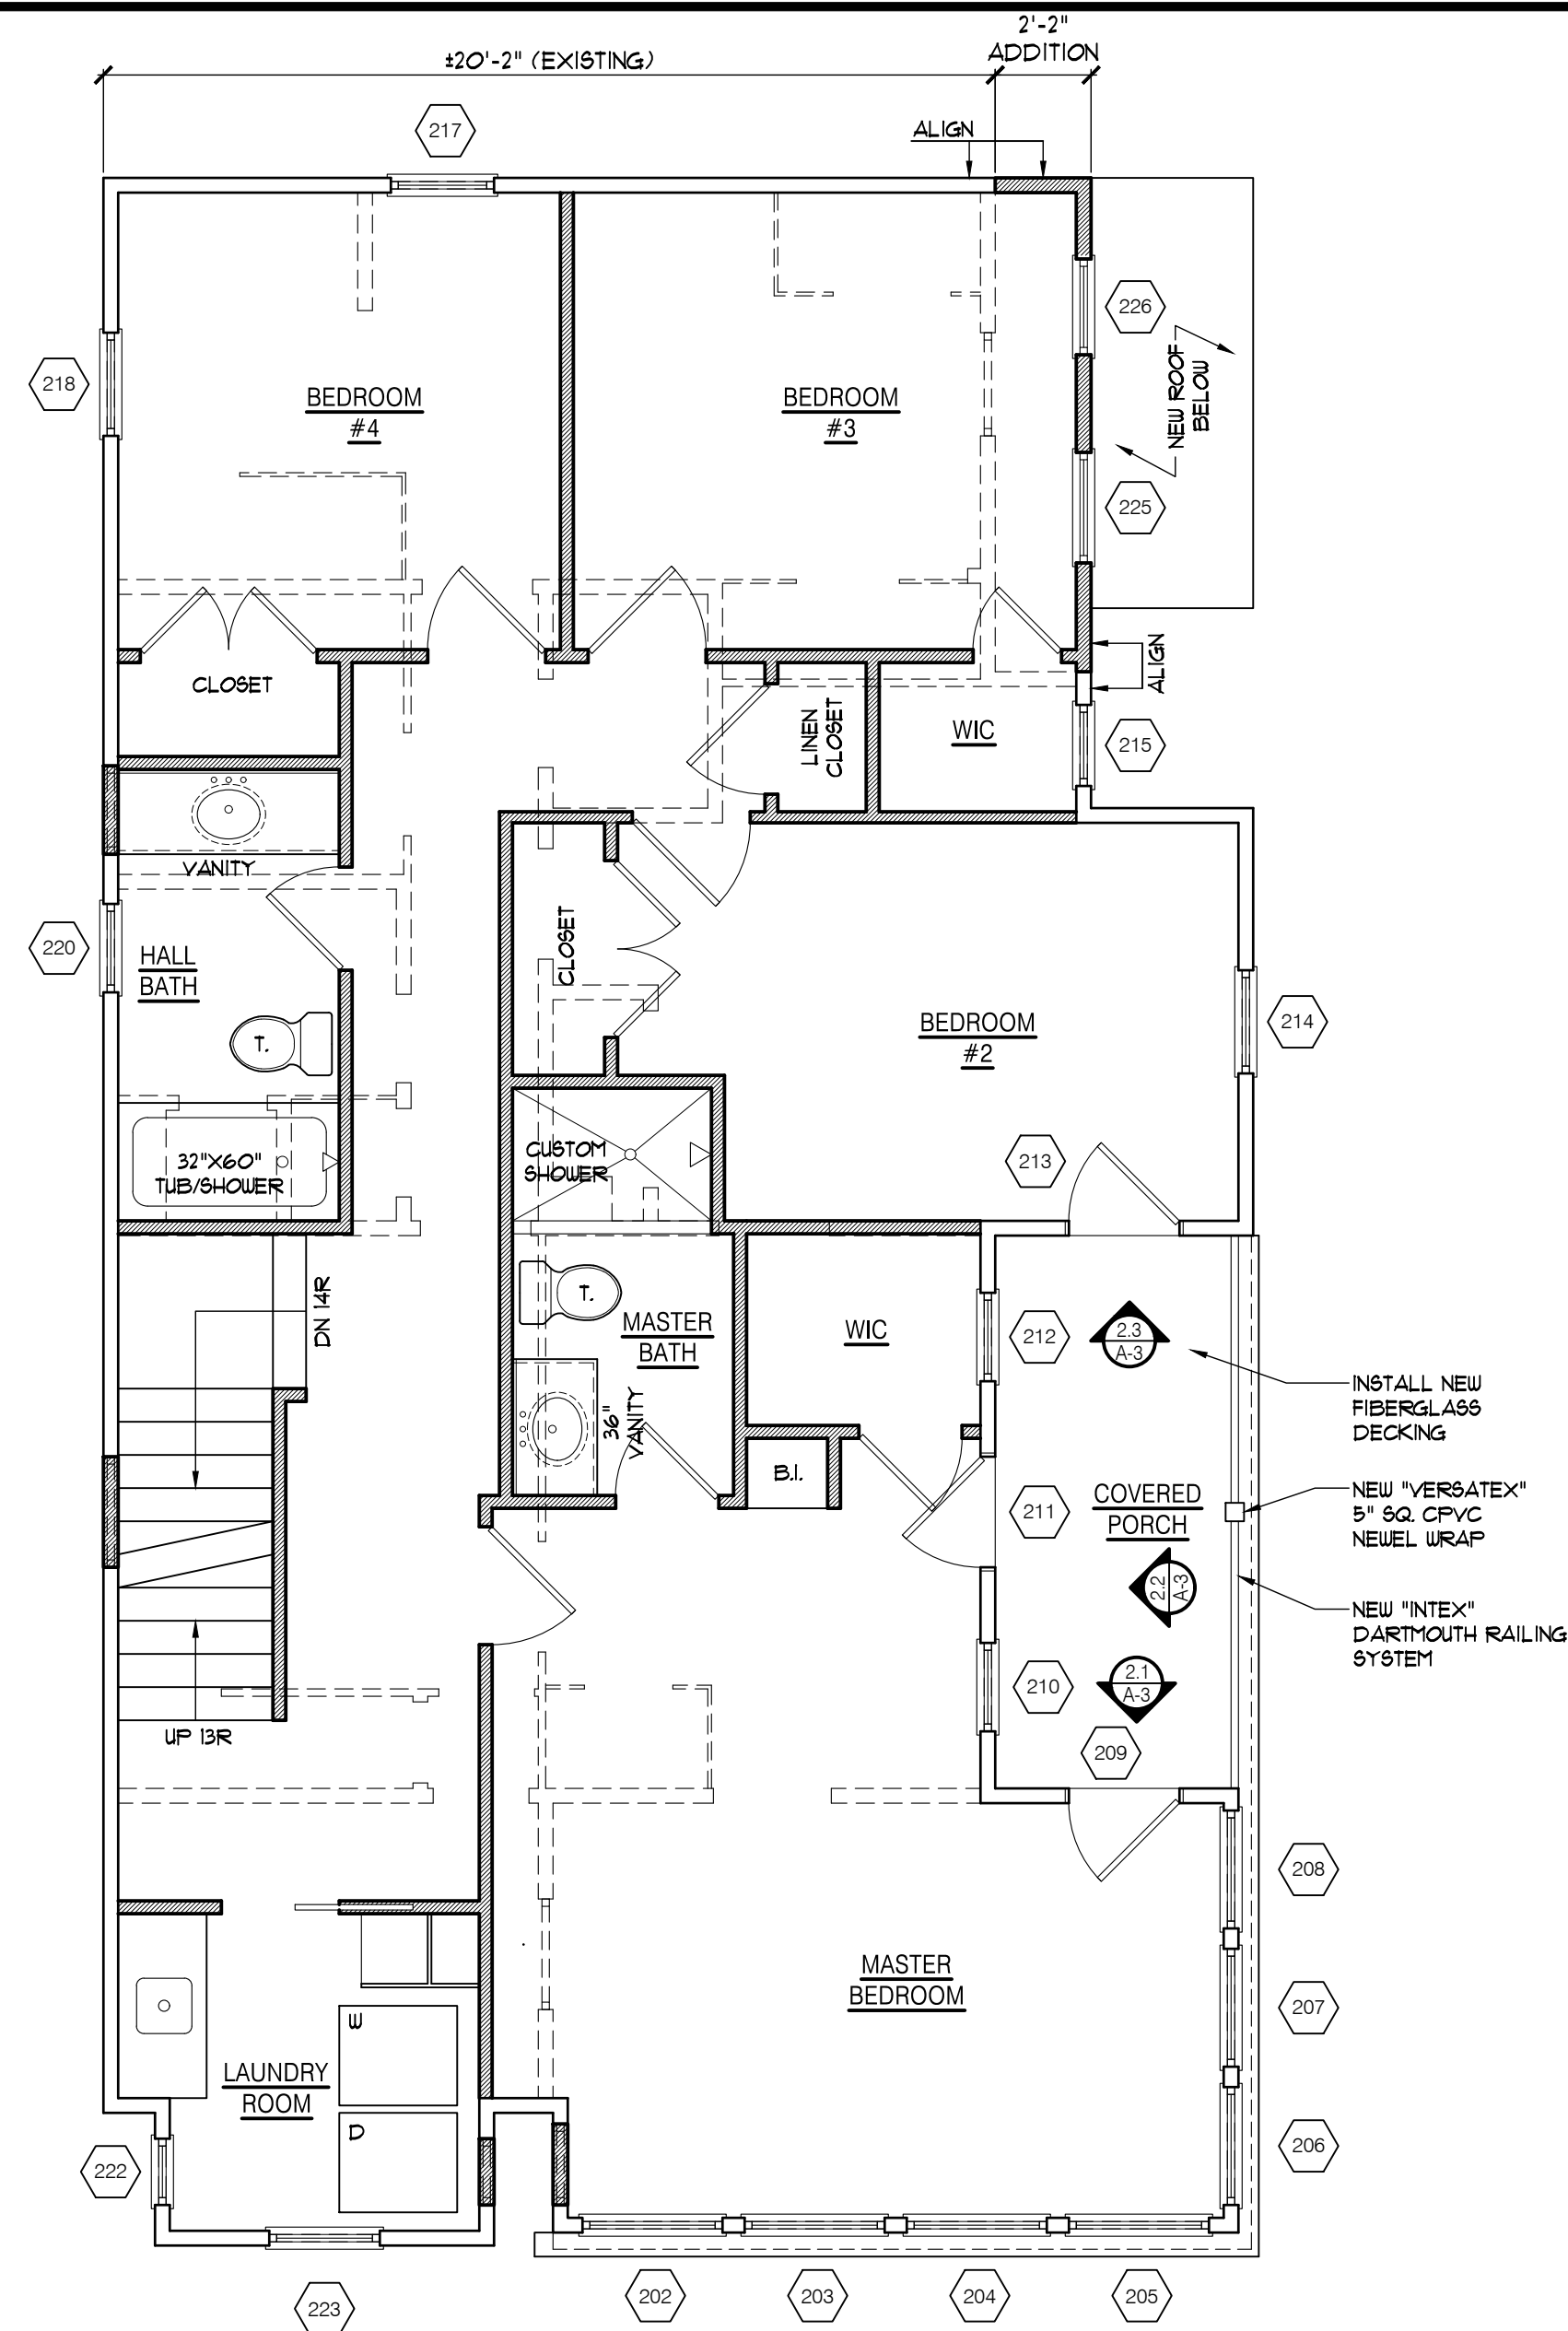 2'-2"
ADDITION
±20'-2" (EXISTING)
217
ALIGN
226
218
NEW ROOF
BELOW
BEDROOM
#4
BEDROOM
#3
225
ALIGN
CLOSET
LINEN
CLOSET
WIC
215
VANITY
220
HALL
BATH
CLOSET
T.
BEDROOM
#2
214
32"X60"
TUB/SHOWER
CUSTOM
SHOWER
213
DN 14R
T.
MASTER
BATH
WIC
212
2.3
A-3
INSTALL NEW
FIBERGLASS
DECKING
36"
VANITY
B.I.
211
COVERED
PORCH
NEW "VERSATEX"
5" SQ. CPVC
NEWEL WRAP
2.2
A-3
NEW "INTEX"
DARTMOUTH RAILING
SYSTEM
210
2.1
A-3
UP 13R
209
208
MASTER
BEDROOM
207
W
LAUNDRY
ROOM
D
206
222
202
203
204
205
223